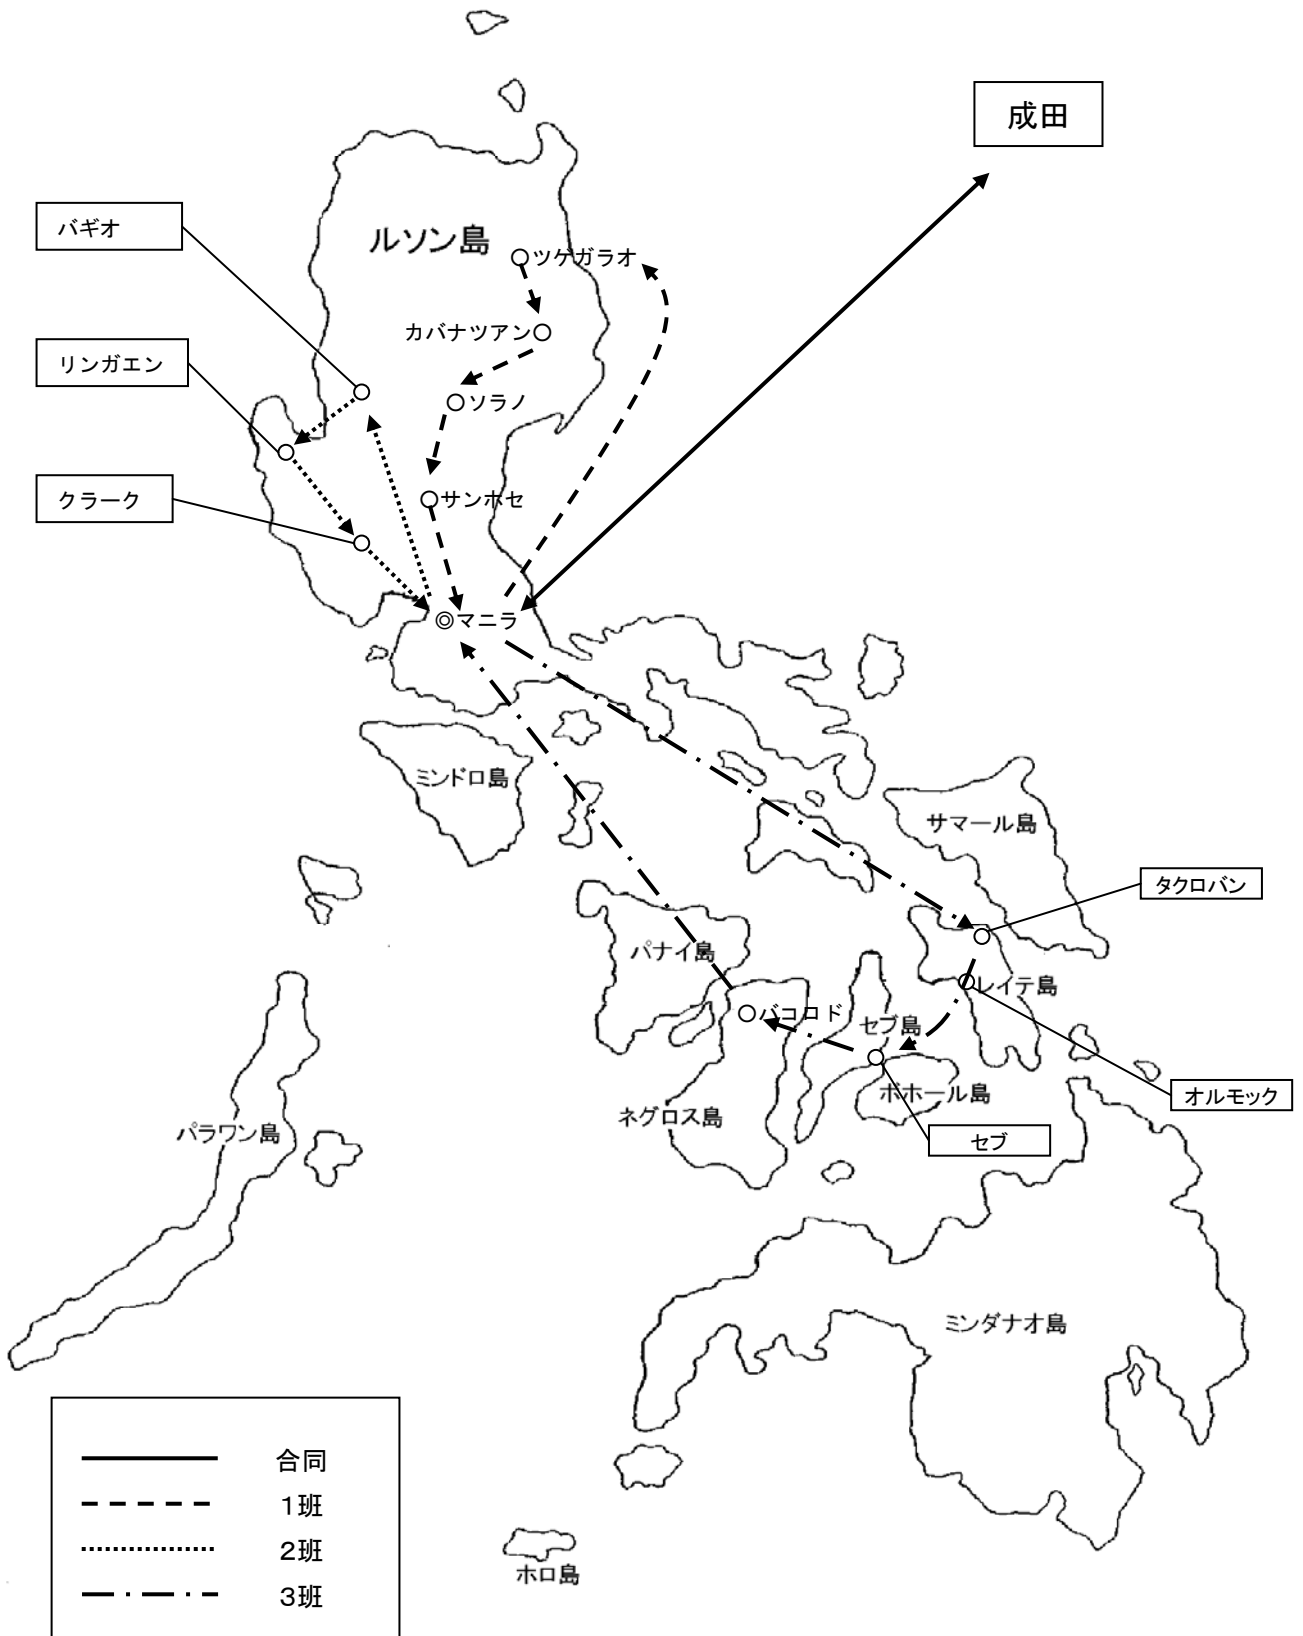 成田
バギオ
ルソン島
ツゲガラオ
カバナツアン
リンガエン
ソラノ
クラーク
サンホセ
マニラ
ミンドロ島
サマール島
タクロバン
パナイ島
レイテ島
バコロド
セブ島
ボホール島
オルモック
ネグロス島
セブ
パラワン島
ミンダナオ島
ホロ島
合同
1班
2班
3班